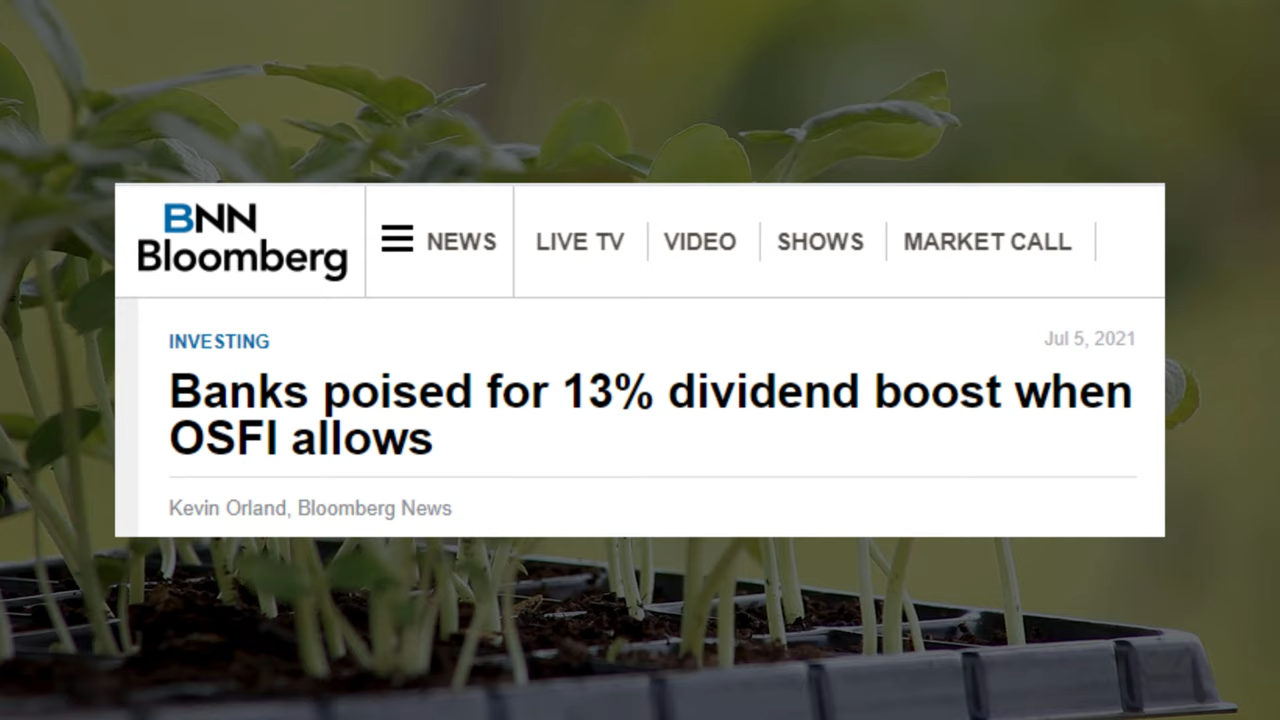 BNN
Bloomberg
NEWS
LIVE TV
VIDEO
SHOWS
MARKET CALL
INVESTING
Jul 5, 2021
Banks poised for 13% dividend boost when
OSFI allows
Kevin Orland, Bloomberg News